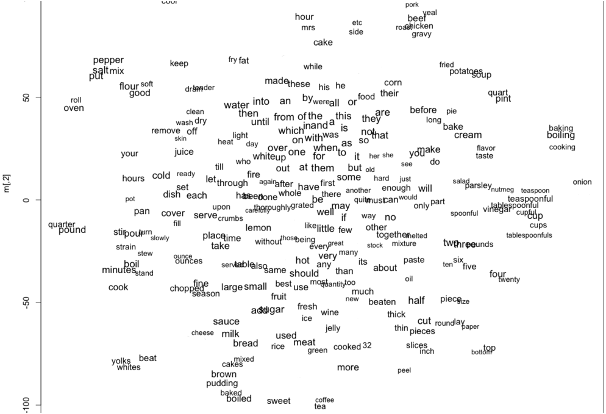 cool
pork
veal
hour
etc
beef
mrs
side
roast
chicken
gravy
cake
pepper
keep
fry fat
while
fried
salt mix
potatoes
soup
put
made these his he
corn
flour soft
good
drain
their
quart
pint
roll
oven
water into an by were all or food
clean
then from of the a this are before pie
long
wash dry
until in and is they
bake
baking
remove off
light
which was not
cream
boiling
skin
on with as so that
heat day
over one when to
make
flavor
taste
cooking
your
juice
who
white up for it her she you
see do
till
out at them but old
hours cold ready
fire
some hard
salad
onion
set
let
through
again after have first
there another just enough will
parsley nutmeg teaspoon
pot
dish each
been done
thoroughly grated be quite must can would only part
teaspoonful
pan cover serve
carefully
well may
spoonful vinegar cupful
cup
quarter
fill
crumbs
if way no
cups
pound
stir pour turn
lemon
like little few other
tablespoonfuls
slowly
place time
those being
together melted
strain
take
without
every great
stock mixture
two three pounds
stew ounce
ounces
hot very
its
paste
ten six
boil
served table also
any
about
five
minutes stand
same should than
four
oil
twenty
cook
chopped fine
season
large small best use most quantity too much
fruit
new
beaten half piece size
add sugar
fresh
wine
thick
sauce
ice
cut round lay paper
cheese milk
jelly
thin pieces
bread
used
rice meat
green cooked 32
slices
inch
top
bottom
yolks beat
whites
mixed
cakes
more
peel
brown
pudding
baked
boiled
sweet
coffee
tea
m[,2]
50
0
-50
-100